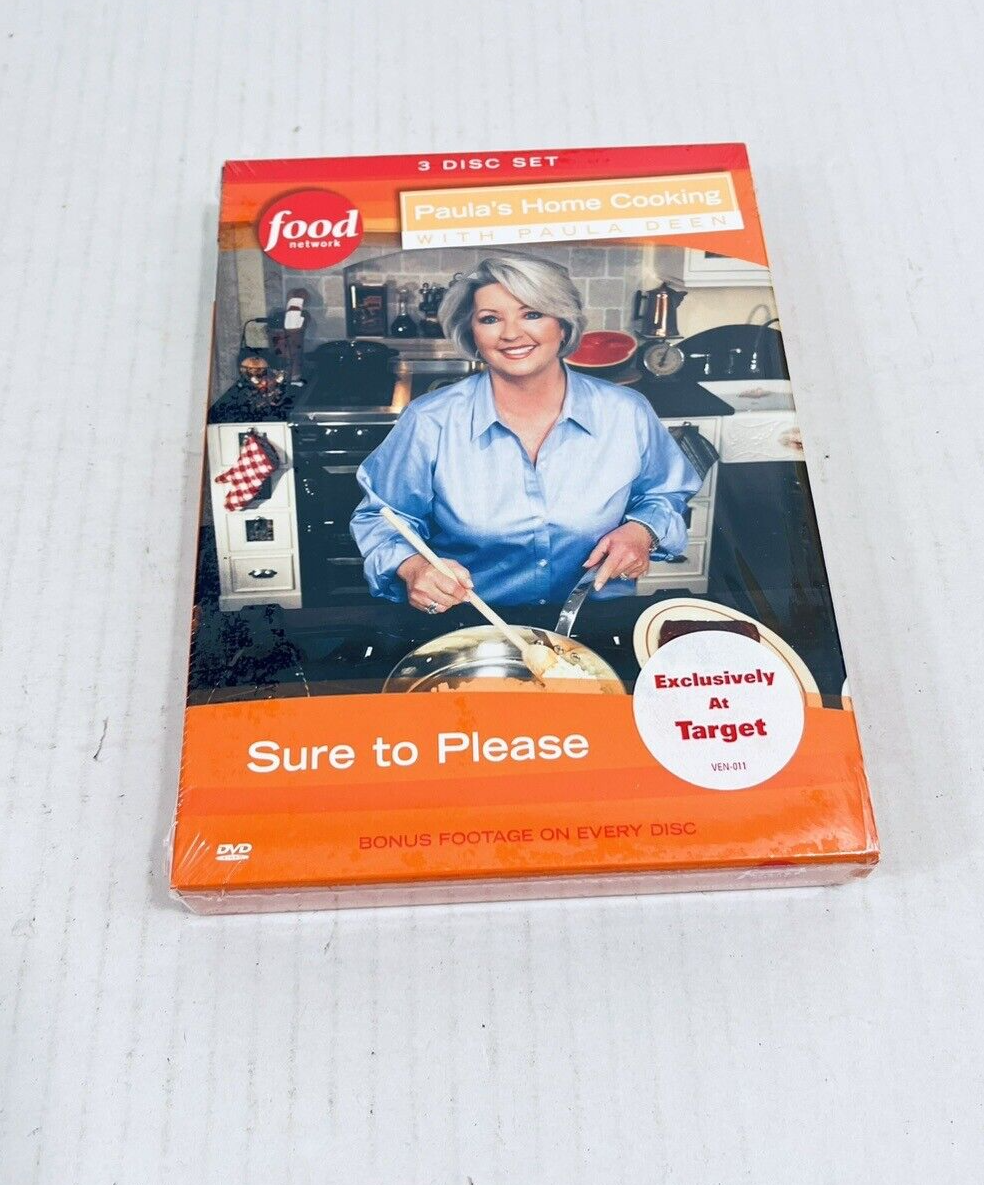 3 DISC SET
food
network
Paula's Home Cooking
WITH PAULA DEEN
Exclusively
At
Target
VEN-011
Sure to Please
BONUS FOOTAGE ON EVERY DISC
DVD
VIDEO